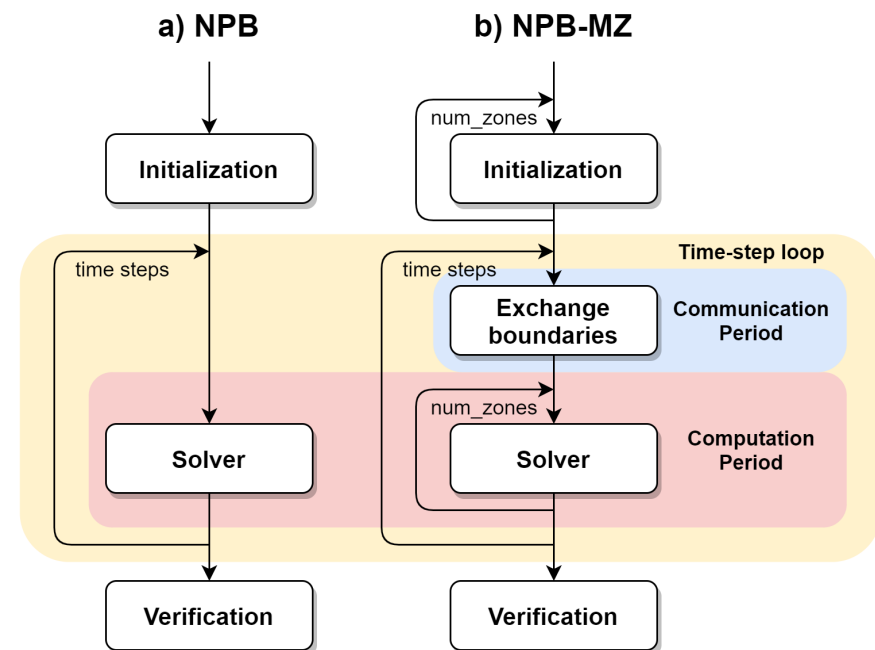 a) NPB
b) NPB-MZ
num_zones
Initialization
Initialization
Time-step loop
time steps
time steps
Exchange
boundaries
Communication
Period
num_zones
Solver
Solver
Computation
Period
Verification
Verification